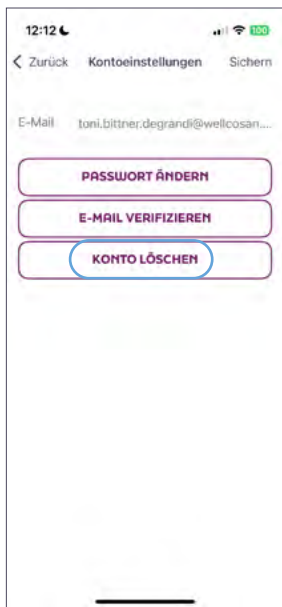 12:12
100
Zurück Kontoeinstellungen Sichern
E-Mail toni.bittner.degrandi@wellcosan....
PASSWORT ÄNDERN
E-MAIL VERIFIZIEREN
KONTO LÖSCHEN